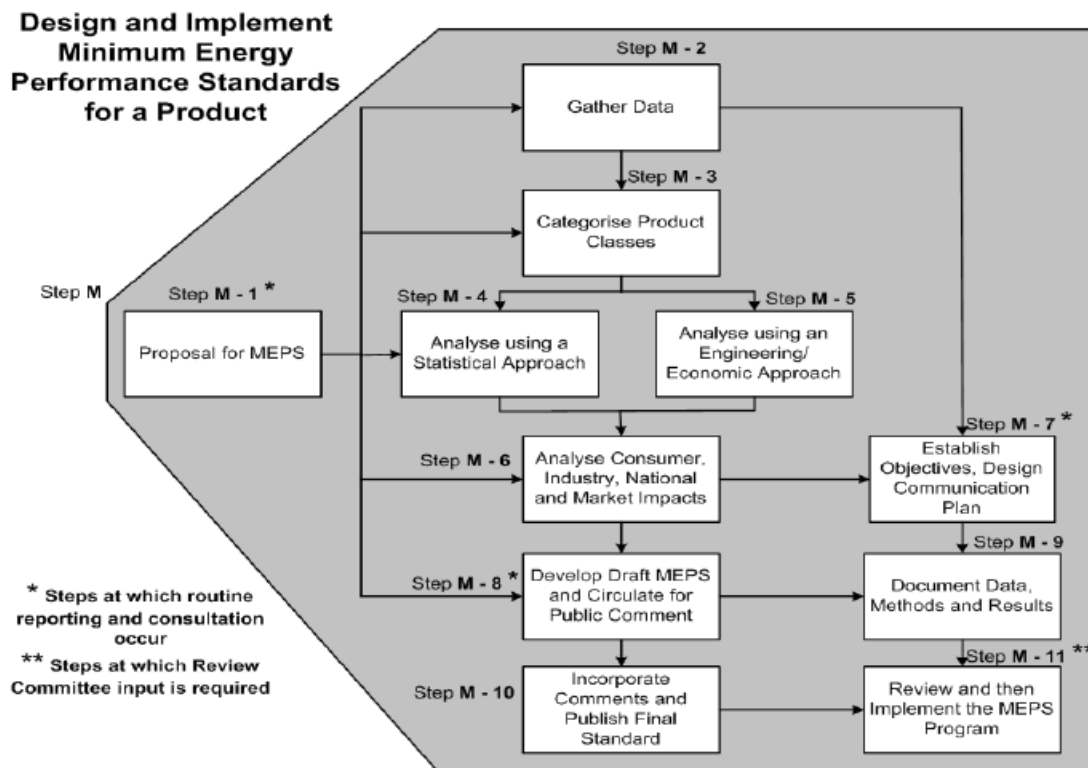 Design and Implement
Minimum Energy
Performance Standards
for a Product
Step M - 2
Gather Data
Step M - 3
Categorise Product
Classes
Step M
Step M - 1 *
Proposal for MEPS
Step M - 4
Analyse using a
Statistical Approach
Step M - 5
Analyse using an
Engineering/
Economic Approach
Step M - 6
Analyse Consumer,
Industry, National
and Market Impacts
Step M - 7 *
Establish
Objectives, Design
Communication
Plan
Step M - 8 *
Develop Draft MEPS
and Circulate for
Public Comment
Step M - 9
Document Data,
Methods and Results
Step M - 10
Incorporate
Comments and
Publish Final
Standard
Step M - 11 **
Review and then
Implement the MEPS
Program
* Steps at which routine
reporting and consultation
occur
** Steps at which Review
Committee input is required